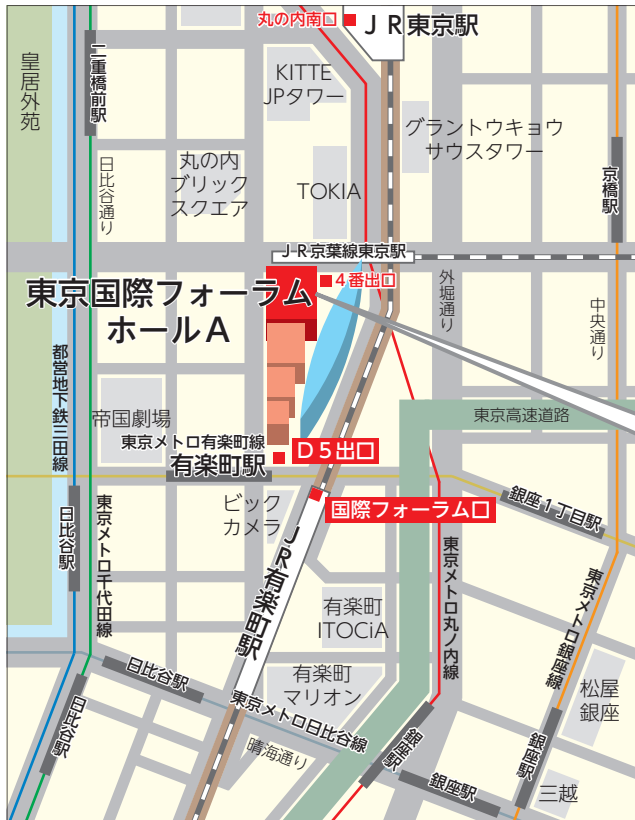 丸の内南口
JR東京駅
皇居外苑
二重橋前駅
KITTE
JPタワー
グラントウキョウ
サウスタワー
日比谷通り
丸の内
ブリック
スクエア
TOKIA
京橋駅
JR京葉線東京駅
4番出口
東京国際フォーラム
ホールA
外堀通り
中央通り
都営地下鉄三田線
帝国劇場
東京高速道路
東京メトロ有楽町線
有楽町駅
D5出口
ビック
カメラ
国際フォーラム口
銀座1丁目駅
日比谷駅
東京メトロ千代田線
JR有楽町駅
東京メトロ丸ノ内線
東京メトロ銀座線
有楽町
ITOCiA
日比谷駅
有楽町
マリオン
松屋
銀座
日比谷駅
東京メトロ日比谷線
晴海通り
銀座駅
銀座駅
銀座駅
三越